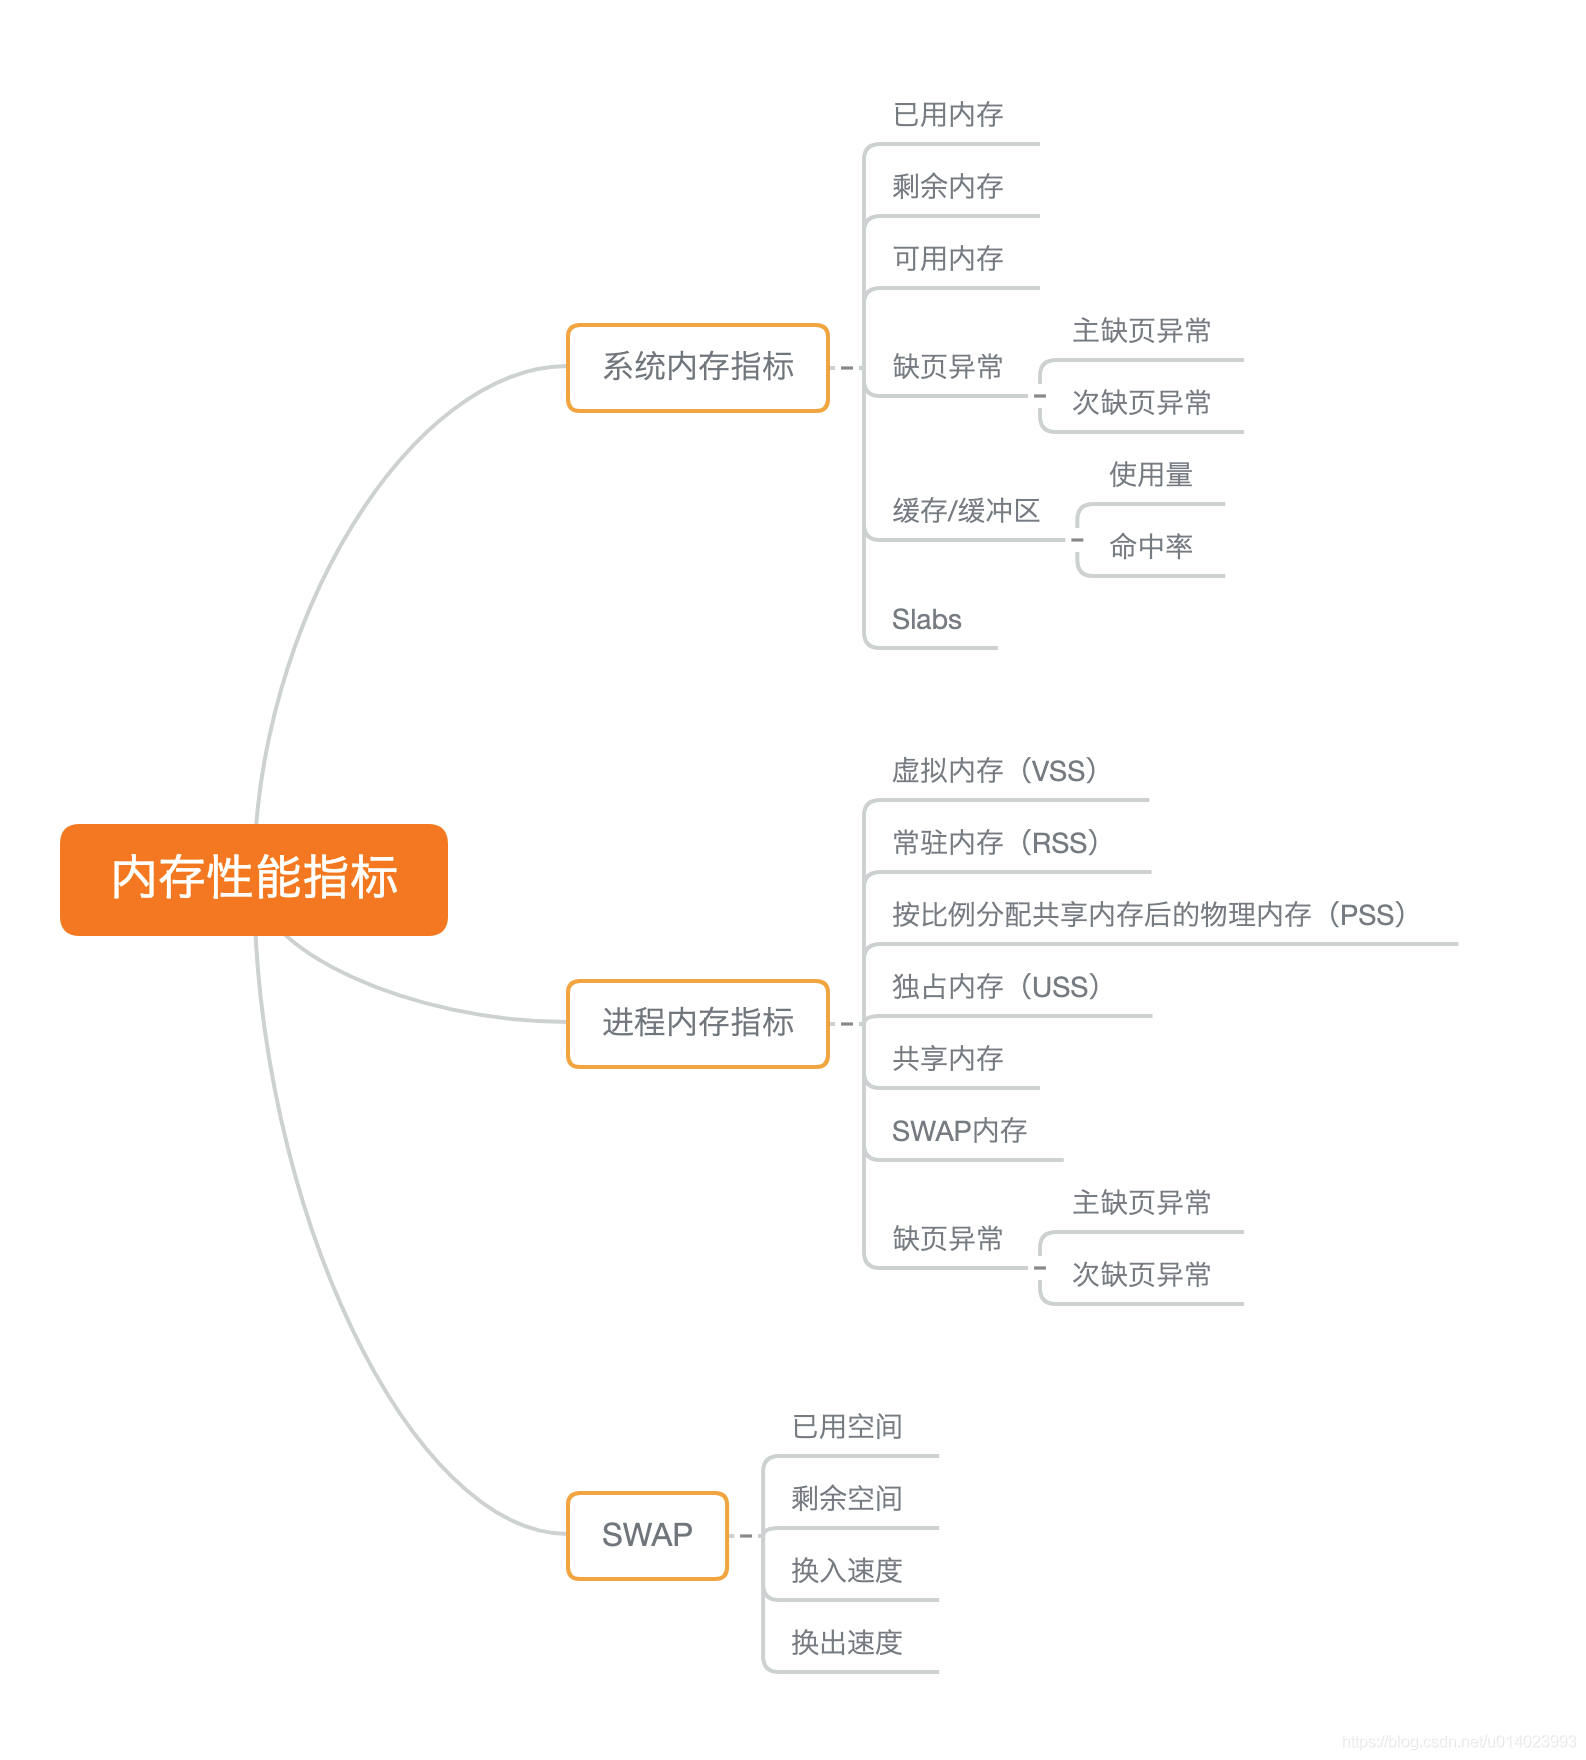 内存性能指标
系统内存指标
已用内存
剩余内存
可用内存
缺页异常
主缺页异常
次缺页异常
缓存/缓冲区
使用量
命中率
Slabs
进程内存指标
虚拟内存（VSS）
常驻内存（RSS）
按比例分配共享内存后的物理内存（PSS）
独占内存（USS）
共享内存
SWAP内存
缺页异常
主缺页异常
次缺页异常
SWAP
已用空间
剩余空间
换入速度
换出速度
https://blog.csdn.net/u014023993